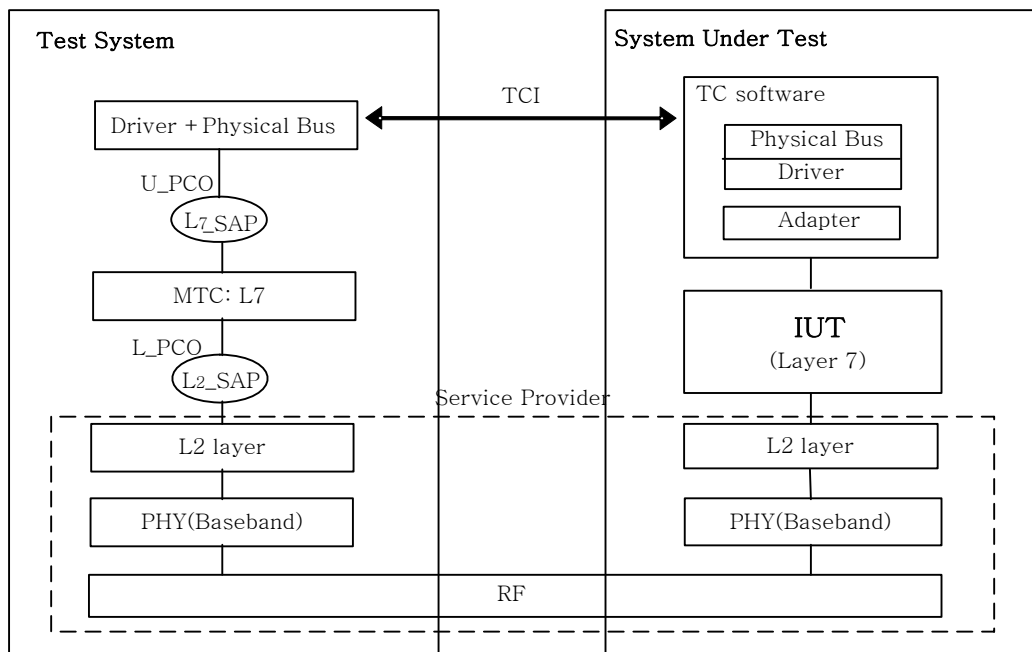 Test System
System Under Test
TCI
TC software
Driver + Physical Bus
Physical Bus
Driver
U_PCO
L7_SAP
Adapter
MTC: L7
IUT
(Layer 7)
L_PCO
L2_SAP
Service Provider
L2 layer
L2 layer
PHY(Baseband)
PHY(Baseband)
RF